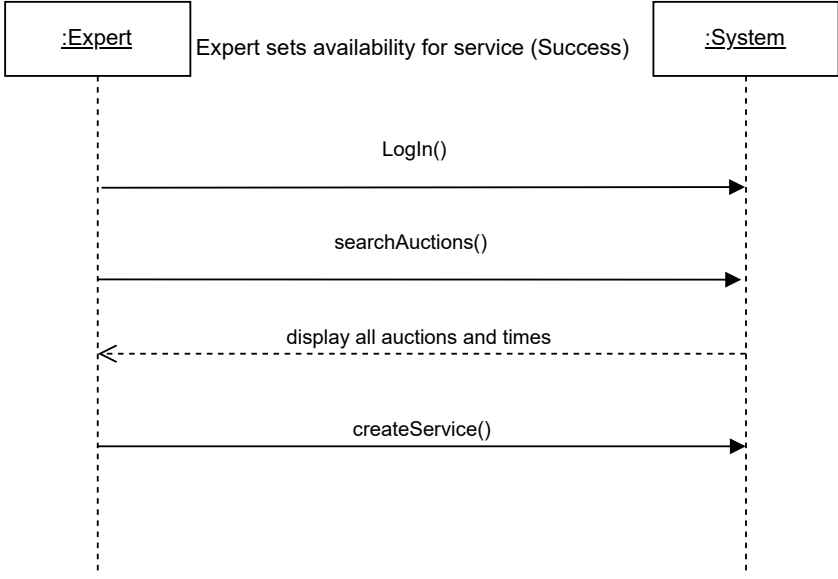 :Expert
Expert sets availability for service (Success)
:System
LogIn()
searchAuctions()
display all auctions and times
createService()